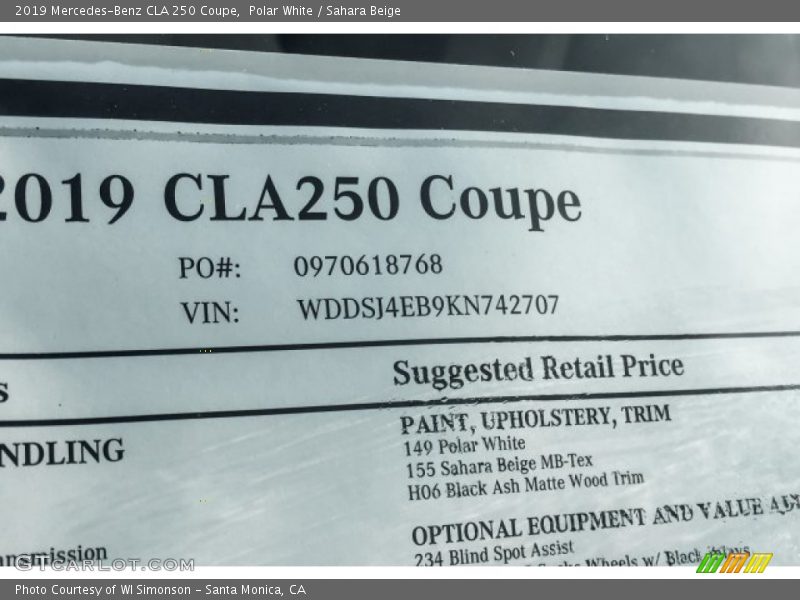 2019 Mercedes-Benz CLA 250 Coupe, Polar White / Sahara Beige
2019 CLA250 Coupe
PO#: 0970618768
VIN: WDDSJ4EB9KN742707
Suggested Retail Price
NDLING
PAINT, UPHOLSTERY, TRIM
149 Polar White
155 Sahara Beige MB-Tex
H06 Black Ash Matte Wood Trim
OPTIONAL EQUIPMENT AND VALUE
234 Blind Spot Assist
Wheels w/ Black
GTCARLOT.COM
Photo Courtesy of WI Simonson - Santa Monica, CA